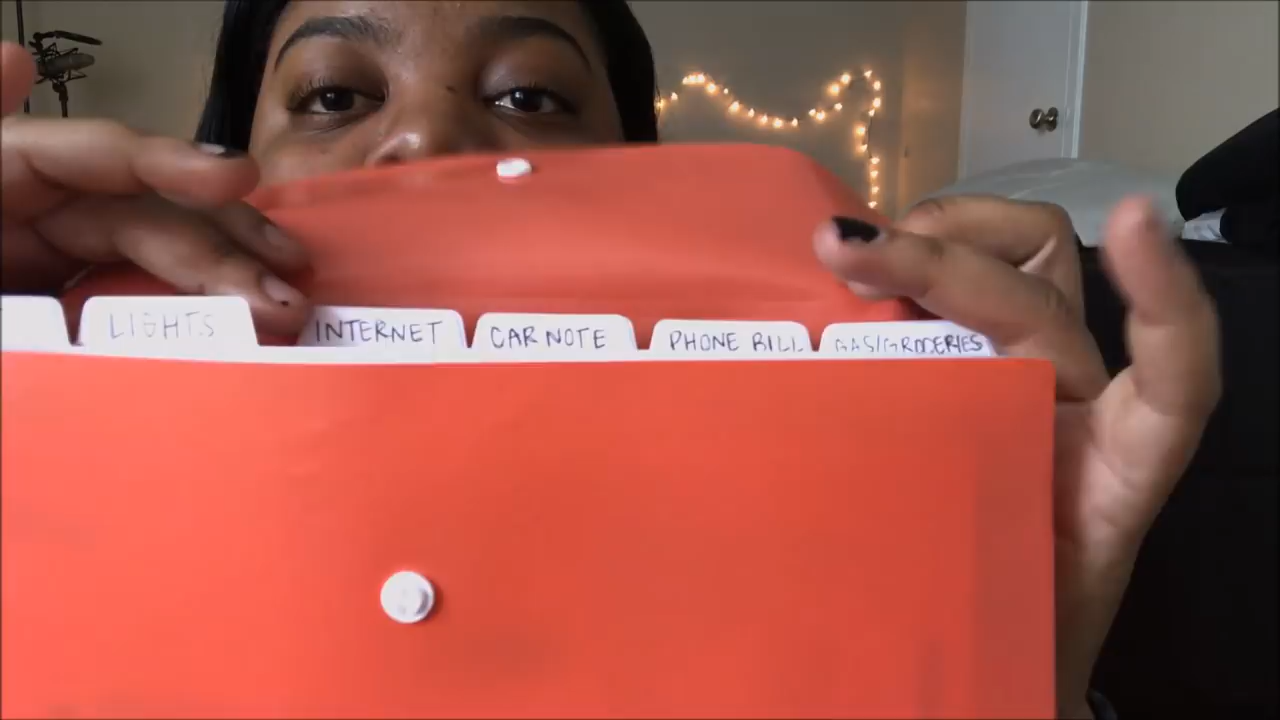 LIGHTS
INTERNET
CAR NOTE
PHONE BILL
GAS/GROCERIES